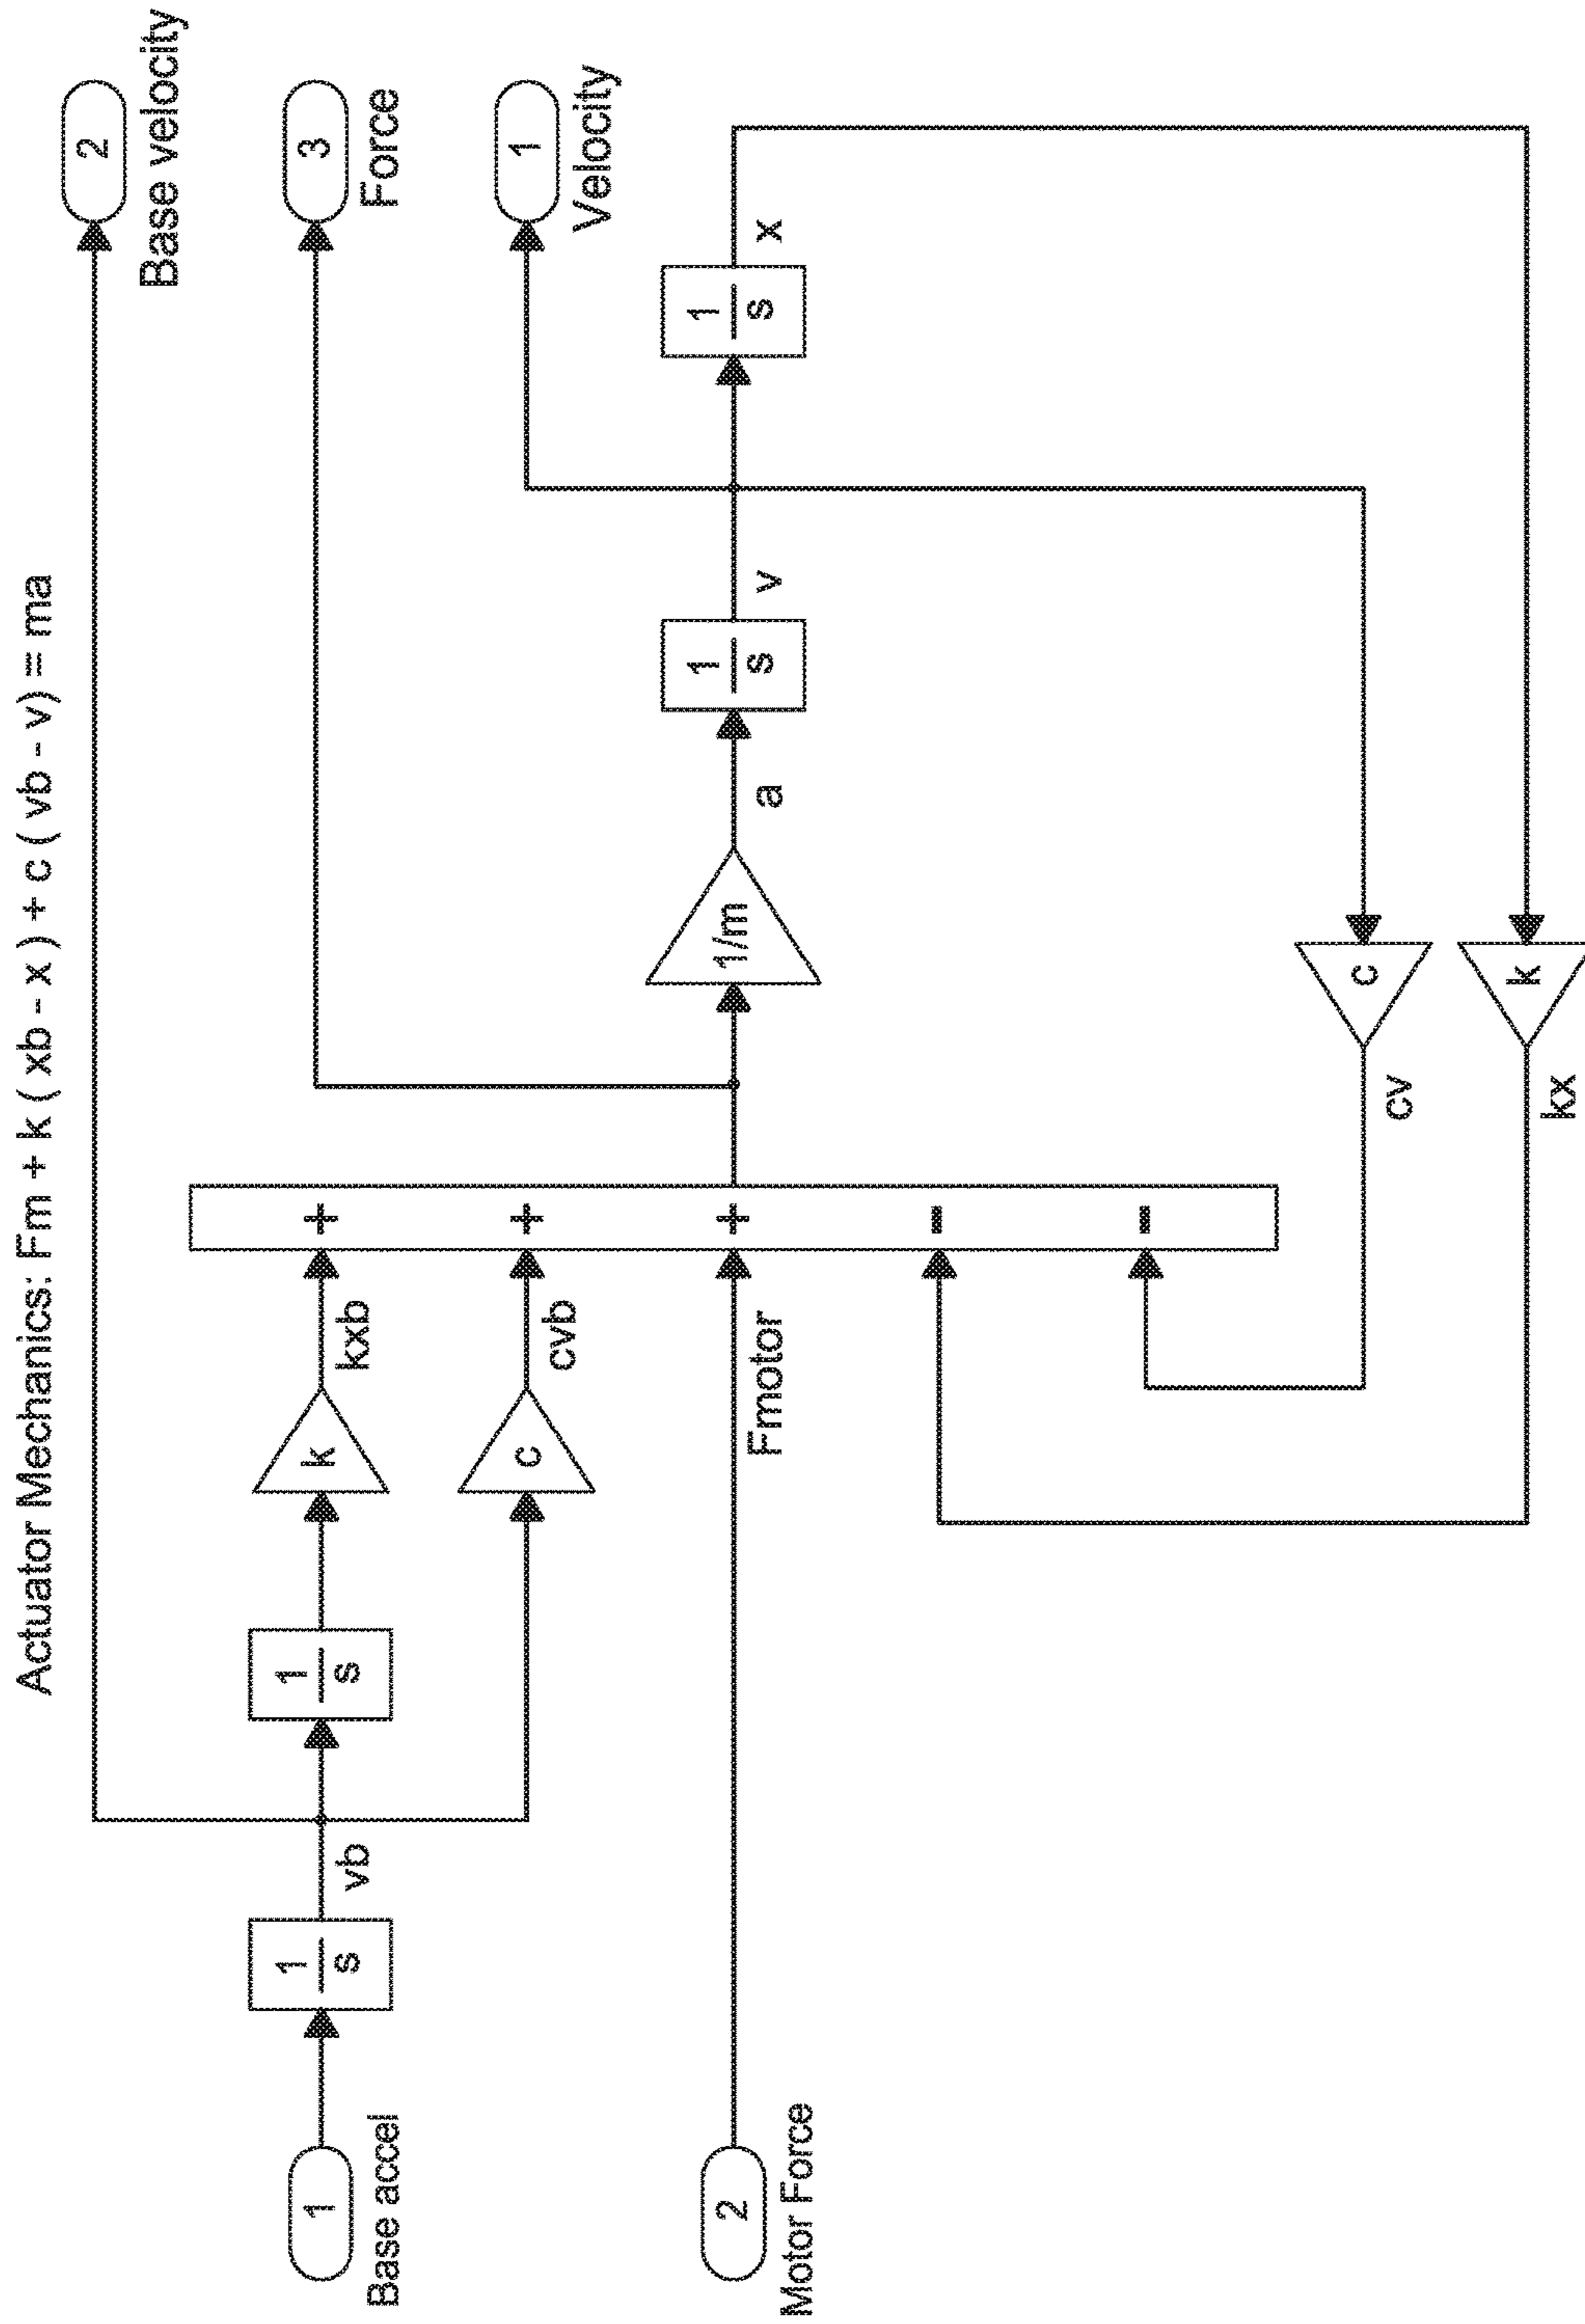 Actuator Mechanics: Fm + k ( xb - x ) + c ( vb - v) = ma
2
Base velocity
1
Base accel
1
s
vb
1
s
k
kxb
+
3
Force
c
cvb
+
1
Velocity
2
Motor Force
Fmotor
+
1/m
a
1
s
v
1
s
x
-
-
c
cv
k
kx